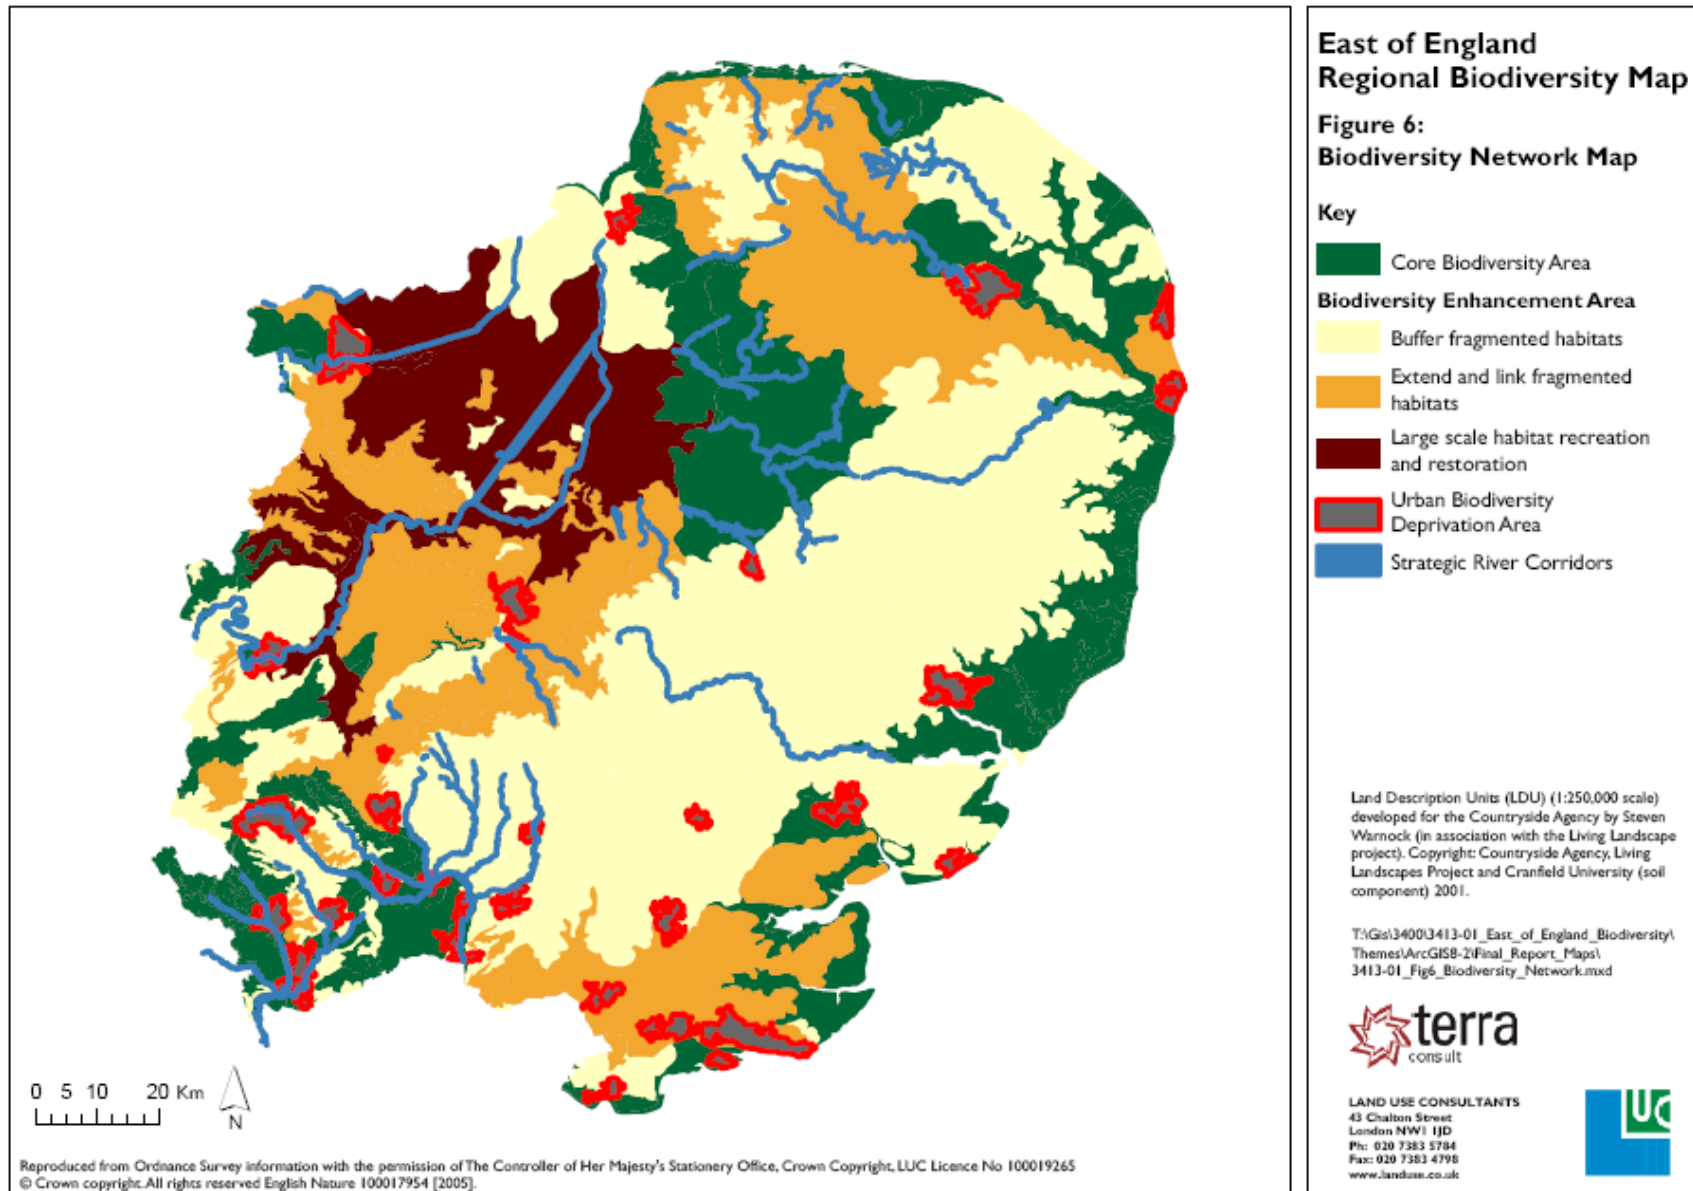 East of England
Regional Biodiversity Map
Figure 6:
Biodiversity Network Map
Key
Core Biodiversity Area
Biodiversity Enhancement Area
Buffer fragmented habitats
Extend and link fragmented
habitats
Large scale habitat recreation
and restoration
Urban Biodiversity
Deprivation Area
Strategic River Corridors
Land Description Units (LDU) (1:250,000 scale)
developed for the Countryside Agency by Steven
Warnock (in association with the Living Landscape
project). Copyright: Countryside Agency, Living
Landscapes Project and Cranfield University (soil
component) 2001.
T:\Gis\3400\3413-01_East_of_England_Biodiversity\
Themes\ArcGIS8-2\Final_Report_Maps\
3413-01_Fig6_Biodiversity_Network.mxd
terra
consult
LAND USE CONSULTANTS
43 Chalton Street
London NW1 1JD
Ph: 020 7383 5784
Fax: 020 7383 4798
www.landuse.co.uk
LUC
0 5 10 20 Km
N
Reproduced from Ordnance Survey information with the permission of The Controller of Her Majesty's Stationery Office, Crown Copyright, LUC Licence No 100019265
© Crown copyright. All rights reserved English Nature 100017954 [2005].